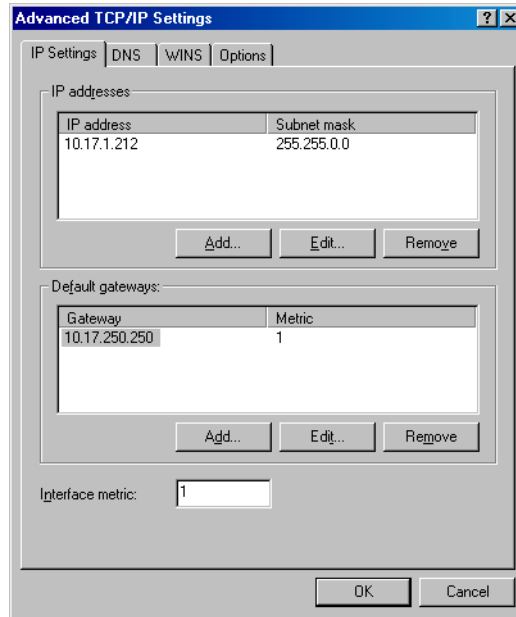 Advanced TCP/IP Settings
IP Settings DNS WINS Options
IP addresses
IP address Subnet mask
10.17.1.212 255.255.0.0
Add... Edit... Remove
Default gateways:
Gateway Metric
10.17.250.250 1
Add... Edit... Remove
Interface metric: 1
OK Cancel